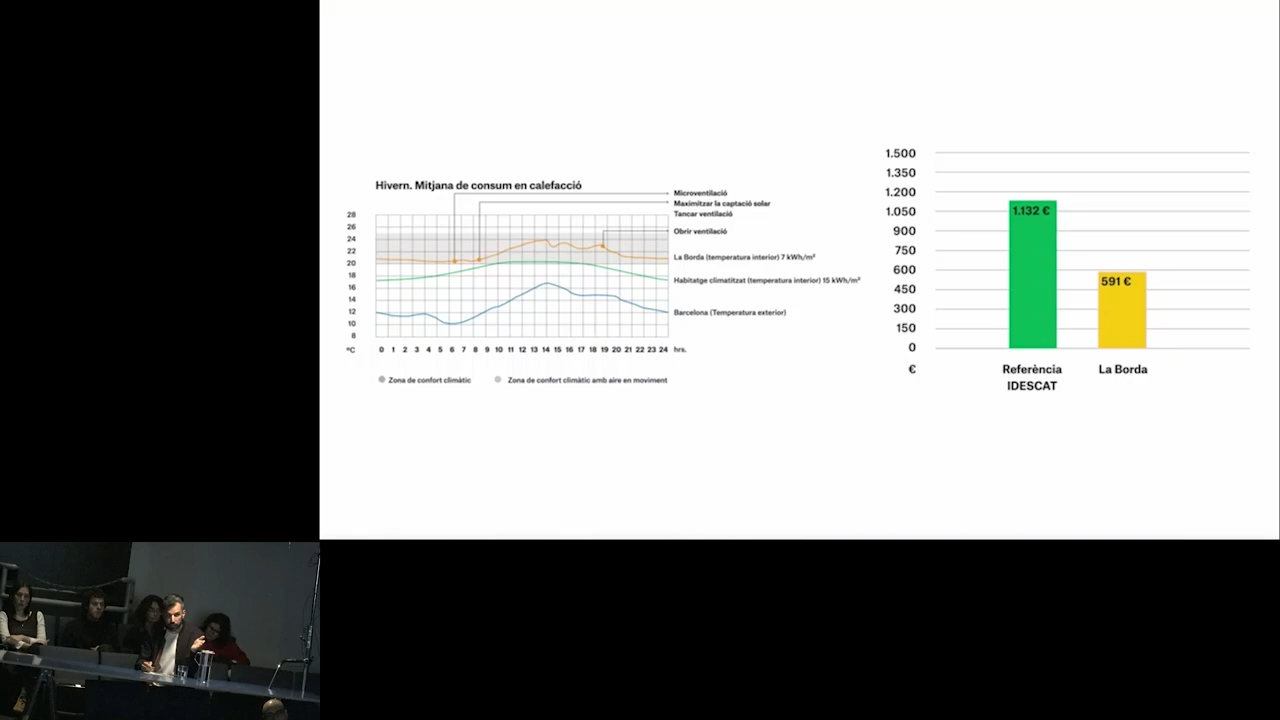 Hivern. Mitjana de consum en calefacció
Microventilació
Maximitzar la captació solar
Tancar ventilació
Obrir ventilació
La Borda (temperatura interior) 7 kWh/m²
Habitatge climatitzat (temperatura interior) 15 kWh/m²
Barcelona (Temperatura exterior)
28
26
24
22
20
18
16
14
12
10
8
ºC 0 1 2 3 4 5 6 7 8 9 10 11 12 13 14 15 16 17 18 19 20 21 22 23 24 hrs.
Zona de confort climàtic
Zona de confort climàtic amb aire en moviment
1.500
1.350
1.200
1.050
900
750
600
450
300
150
0
€
1.132 €
591 €
Referència
IDESCAT
La Borda